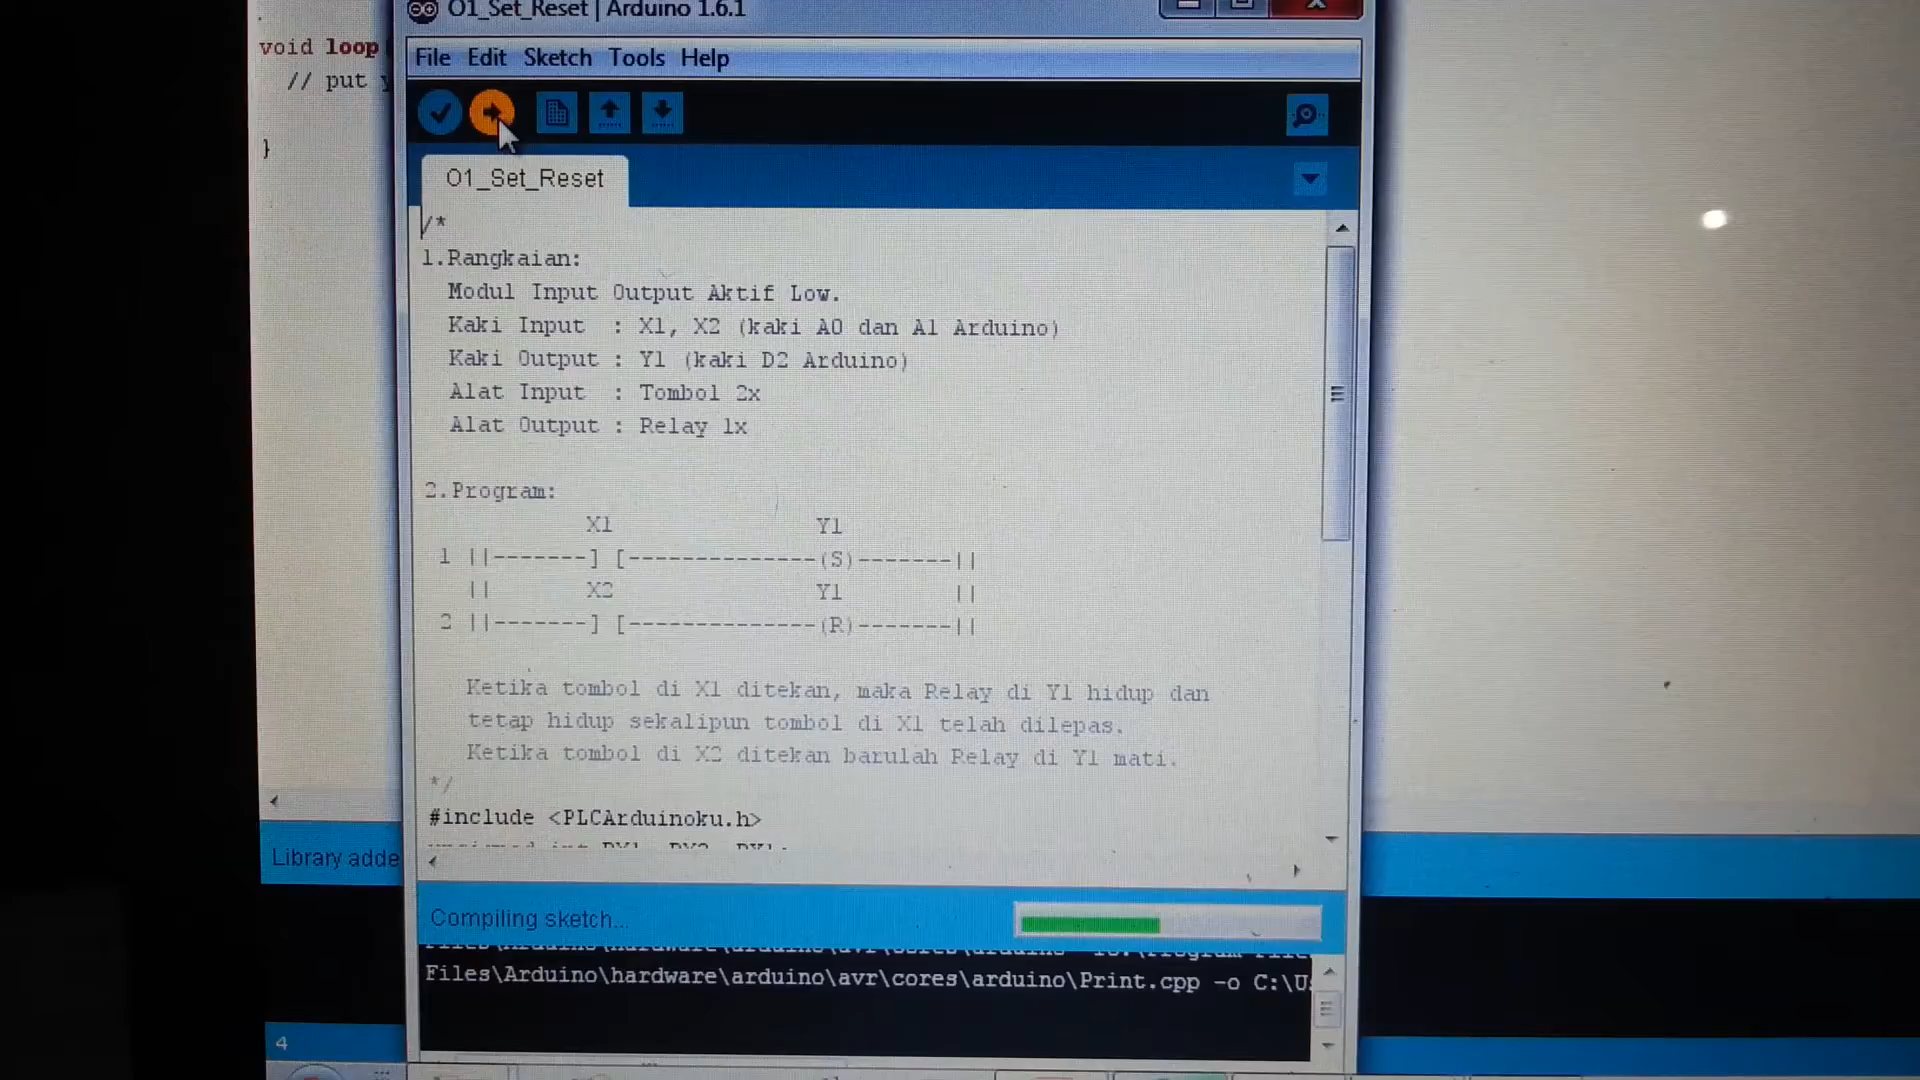 O1_Set_Reset | Arduino 1.6.1
void loop
// put
}
File Edit Sketch Tools Help
O1_Set_Reset
/*
1.Rangkaian:
Modul Input Output Aktif Low.
Kaki Input : X1, X2 (kaki A0 dan A1 Arduino)
Kaki Output : Y1 (kaki D2 Arduino)
Alat Input : Tombol 2x
Alat Output : Relay 1x
2.Program:
X1 Y1
1 ||-------] [--------------(S)-------||
|| X2 Y1 ||
2 ||-------] [--------------(R)-------||
Ketika tombol di X1 ditekan, maka Relay di Y1 hidup dan
tetap hidup sekalipun tombol di X1 telah dilepas.
Ketika tombol di X2 ditekan barulah Relay di Y1 mati.
*/
#include <PLCArduinoku.h>
Library adde
Compiling sketch...
Files\Arduino\hardware\arduino\avr\cores\arduino\Print.cpp -o C:\U
4